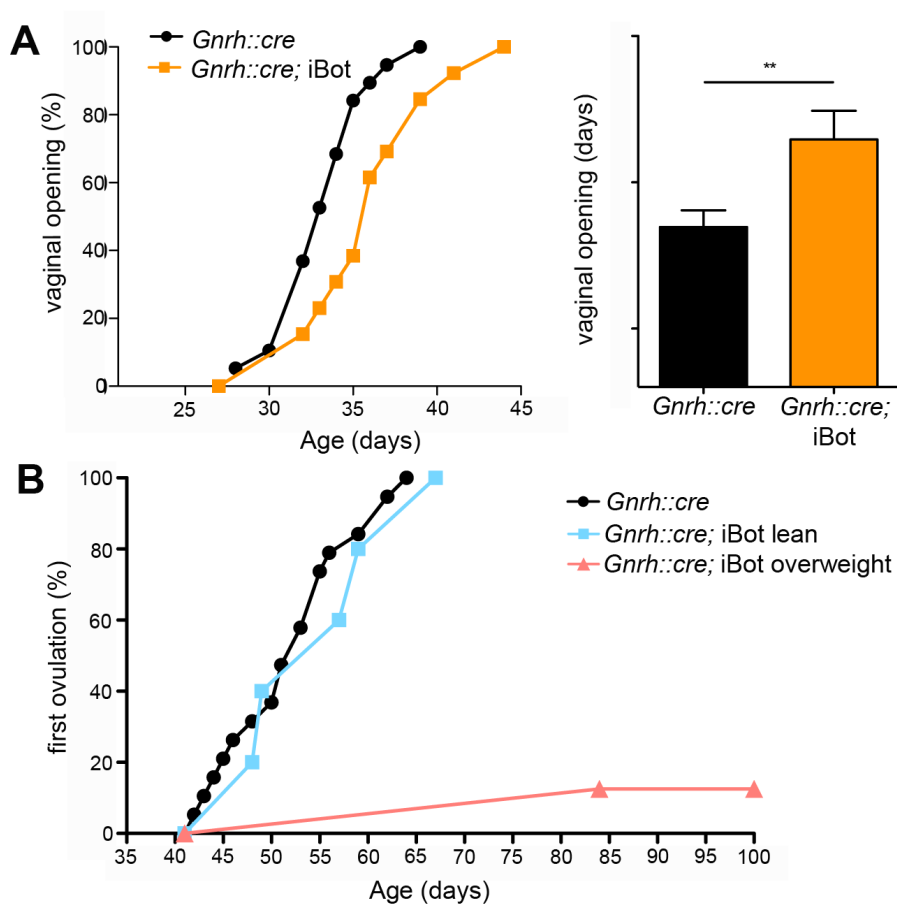 A
Gnrh::cre
Gnrh::cre; iBot
vaginal opening (%)
100
80
60
40
20
0
25 30 35 40 45
Age (days)
vaginal opening (days)
**
Gnrh::cre Gnrh::cre;
iBot
B
Gnrh::cre
Gnrh::cre; iBot lean
Gnrh::cre; iBot overweight
first ovulation (%)
100
80
60
40
20
0
35 40 45 50 55 60 65 70 75 80 85 90 95 100
Age (days)